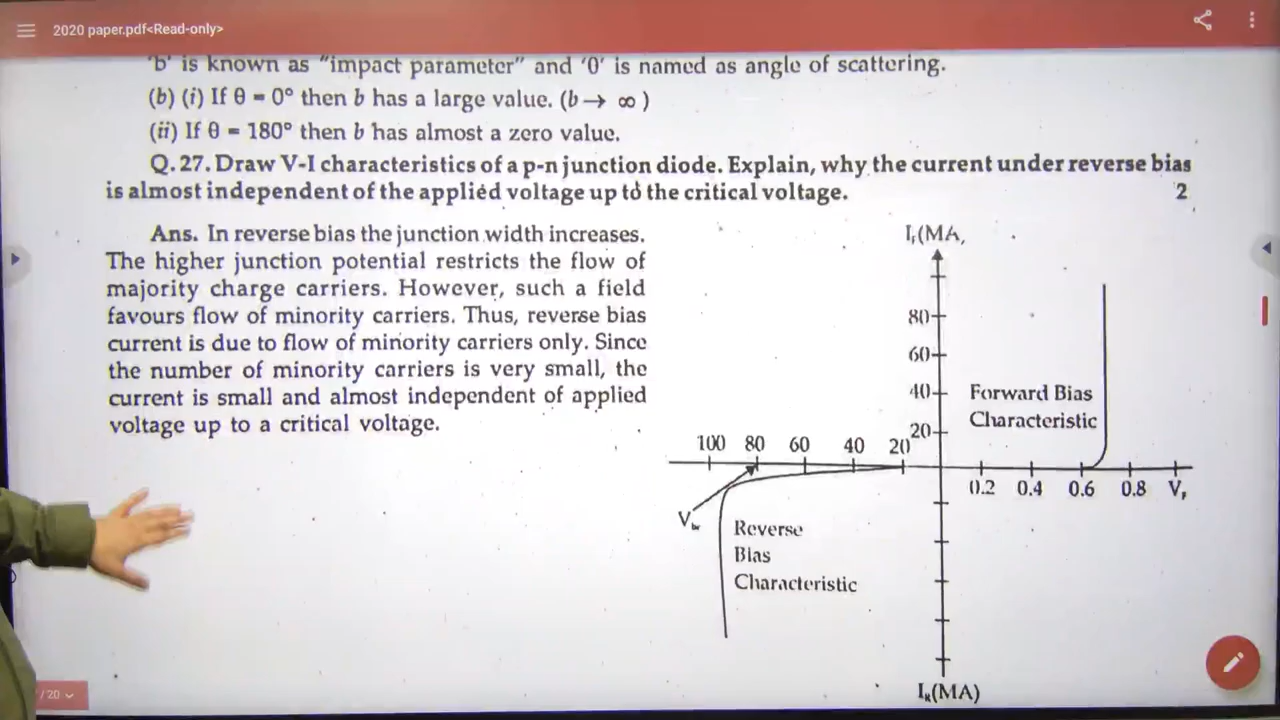 2020 paper.pdf<Read-only>
'b' is known as "impact parameter" and '0' is named as angle of scattering.
(b) (i) If θ = 0° then b has a large value. (b → ∞ )
(ii) If θ = 180° then b has almost a zero value.
Q. 27. Draw V-I characteristics of a p-n junction diode. Explain, why the current under reverse bias
is almost independent of the applied voltage up to the critical voltage. 2
Ans. In reverse bias the junction width increases.
The higher junction potential restricts the flow of
majority charge carriers. However, such a field
favours flow of minority carriers. Thus, reverse bias
current is due to flow of minority carriers only. Since
the number of minority carriers is very small, the
current is small and almost independent of applied
voltage up to a critical voltage.
I_F(MA,
80
60
40
20
Forward Bias
Characteristic
100 80 60 40 20
0.2 0.4 0.6 0.8 V_F
V_br
Reverse
Bias
Characteristic
I_R(MA)
/ 20